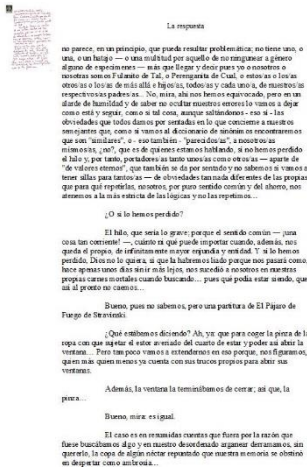 La respuesta
no parece, en un principio, que pueda resultar problemática; no tiene uno, o
una, o un hatajo — o una multitud por aquello de no ningunear a género
alguno de especímenes — más que llegar y decir pues yo o nosotros o
nosotras somos Fulanito de Tal, o Perenganita de Cual, o estos/as o los/as
otros/as o los/as de más allá e hijos/as, todos/as y cada uno/a, de nuestros/as
respectivos/as padres/as... No, mira, ahí nos hemos equivocado, pero en un
alarde de humildad y de saber no ocultar nuestros errores lo vamos a dejar
como está y seguir, como si tal cosa, aunque saltándonos - eso sí - las
obviedades que todos damos por sentadas en lo que concierne a nuestros
semejantes que, como si vamos al diccionario de sinónimos encontraremos
que son "similares", o - eso también - "parecidos/as", a nosotros/as
mismos/as, ¿no?, que es de quienes estamos hablando, si no hemos perdido
el hilo y, por tanto, portadores/as tanto unos/as como otros/as — aparte de
"de valores eternos", que también se da por sentado y no sabemos si vamos a
tener sillas para tantos/as — de obviedades tan nada diferentes de las propias
que para qué repetirlas, nosotros, por puro sentido común y del ahorro, nos
atenemos a la más estricta de las lógicas y no las repetimos...
¿O si lo hemos perdido?
El hilo, que sería lo grave; porque el sentido común — ¡una
cosa tan corriente! —, cuánto ni qué puede importar cuando, además, nos
queda el propio, de infinitamente mayor enjundia y entidad. Y si lo hemos
perdido, Dios no lo quiera, sí que la habremos liado porque nos pasará como,
hace apenas unos días sin ir más lejos, nos sucedió a nosotros en nuestras
propias carnes mortales cuando buscando... pues qué podía estar siendo, que
así al pronto no caemos...
Bueno, pues no sabemos, pero una partitura de El Pájaro de
Fuego de Stravinski.
¿Qué estábamos diciendo? Ah, ya: que para coger la pinza de la
ropa con que sujetar el estor averiado del cuarto de estar y poder así abrir la
ventana... Pero tampoco vamos a extendernos en eso porque, nos figuramos,
quien más quien menos ya cuenta con sus trucos propios para abrir sus
ventanas.
Además, la ventana la terminábamos de cerrar; así que, la
pinza...
Bueno, mira: es igual.
El caso es en resumidas cuentas que fuera por la razón que
fuese buscábamos algo y en nuestro desordenado arganear derramamos, sin
quererlo, la copa de algún néctar repuntado que nuestra memoria se obstinó
en despertar como ambrosía...